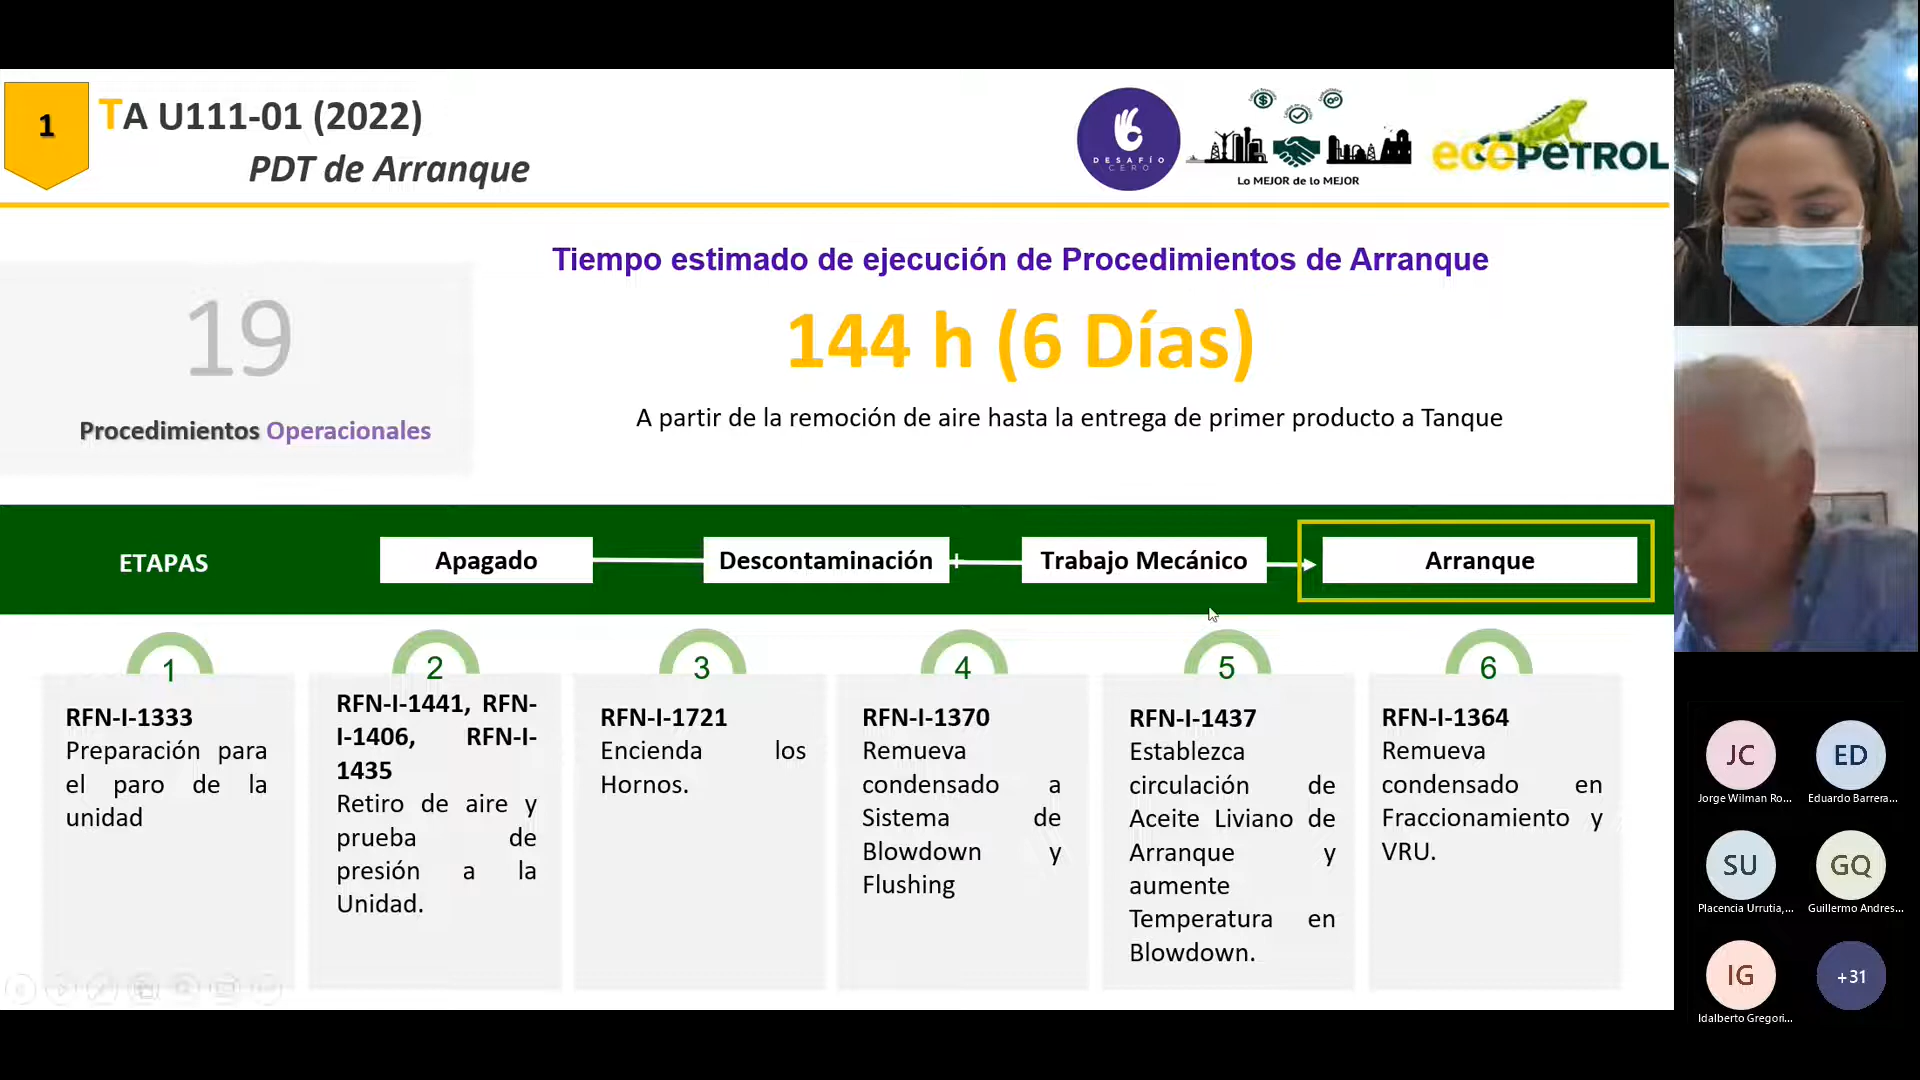 1
TA U111-01 (2022)
PDT de Arranque
DESAFÍO
CERO
Lo MEJOR de lo MEJOR
ecoPETROL
19
Procedimientos Operacionales
Tiempo estimado de ejecución de Procedimientos de Arranque
144 h (6 Días)
A partir de la remoción de aire hasta la entrega de primer producto a Tanque
ETAPAS
Apagado
Descontaminación
Trabajo Mecánico
Arranque
1
RFN-I-1333
Preparación para
el paro de la
unidad
2
RFN-I-1441, RFN-
I-1406, RFN-I-
1435
Retiro de aire y
prueba de
presión a la
Unidad.
3
RFN-I-1721
Encienda los
Hornos.
4
RFN-I-1370
Remueva
condensado a
Sistema de
Blowdown y
Flushing
5
RFN-I-1437
Establezca
circulación de
Aceite Liviano de
Arranque y
aumente
Temperatura en
Blowdown.
6
RFN-I-1364
Remueva
condensado en
Fraccionamiento y
VRU.
JC
Jorge Wilman Ro...
ED
Eduardo Barrera...
SU
Placencia Urrutia,...
GQ
Guillermo Andres...
IG
Idalberto Gregori...
+31